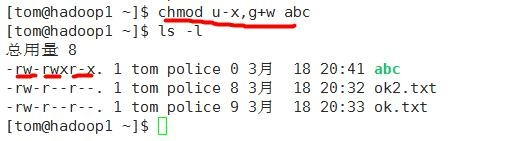 [tom@hadoop1 ~]$ chmod u-x,g+w abc
[tom@hadoop1 ~]$ ls -l
总用量 8
-rw-rwxr-x. 1 tom police 0 3月  18 20:41 abc
-rw-r--r--. 1 tom police 8 3月  18 20:32 ok2.txt
-rw-r--r--. 1 tom police 9 3月  18 20:33 ok.txt
[tom@hadoop1 ~]$